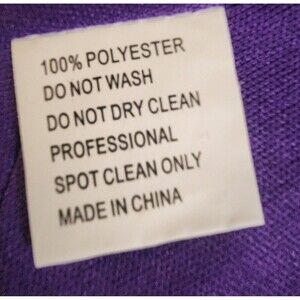 100% POLYESTER
DO NOT WASH
DO NOT DRY CLEAN
PROFESSIONAL
SPOT CLEAN ONLY
MADE IN CHINA